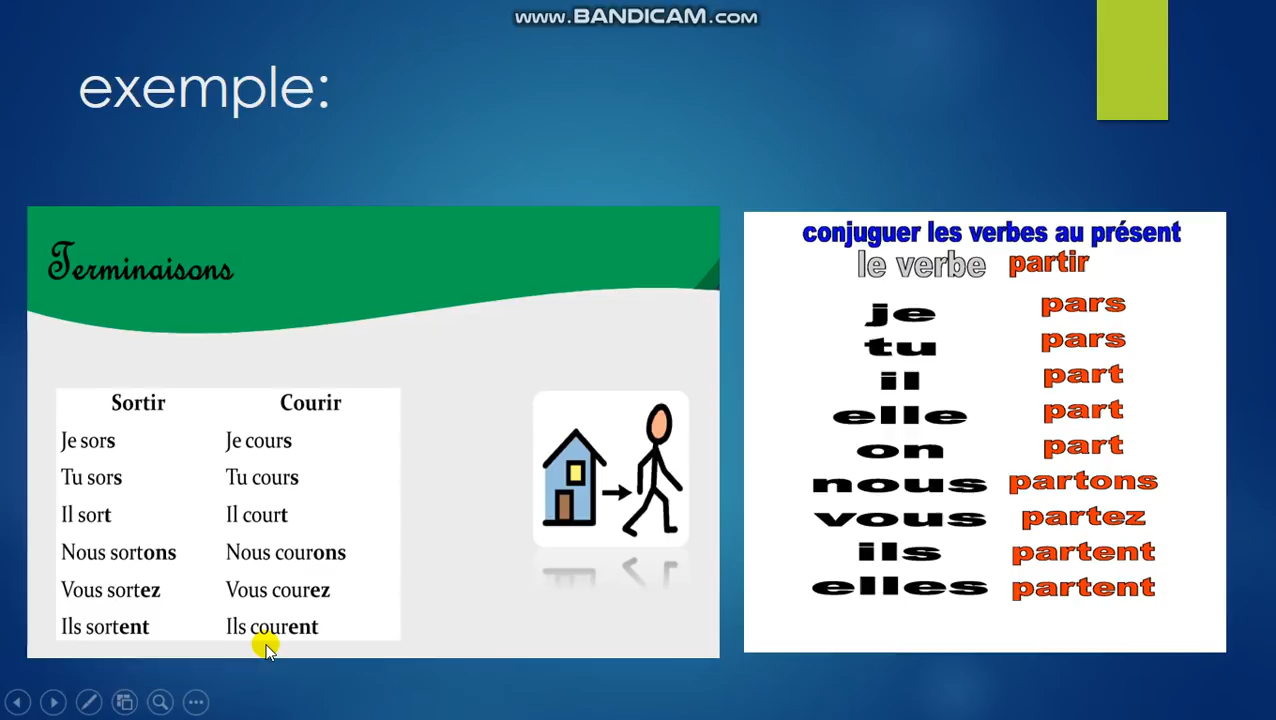 www.BANDICAM.com
exemple:
Terminaisons
Sortir Courir
Je sors Je cours
Tu sors Tu cours
Il sort Il court
Nous sortons Nous courons
Vous sortez Vous courez
Ils sortent Ils courent
conjuguer les verbes au présent
le verbe partir
je pars
tu pars
il part
elle part
on part
nous partons
vous partez
ils partent
elles partent